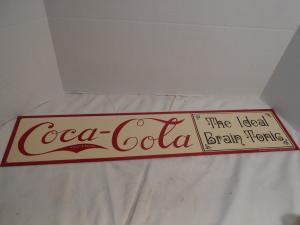 Coca-Cola
The Ideal
Brain Tonic